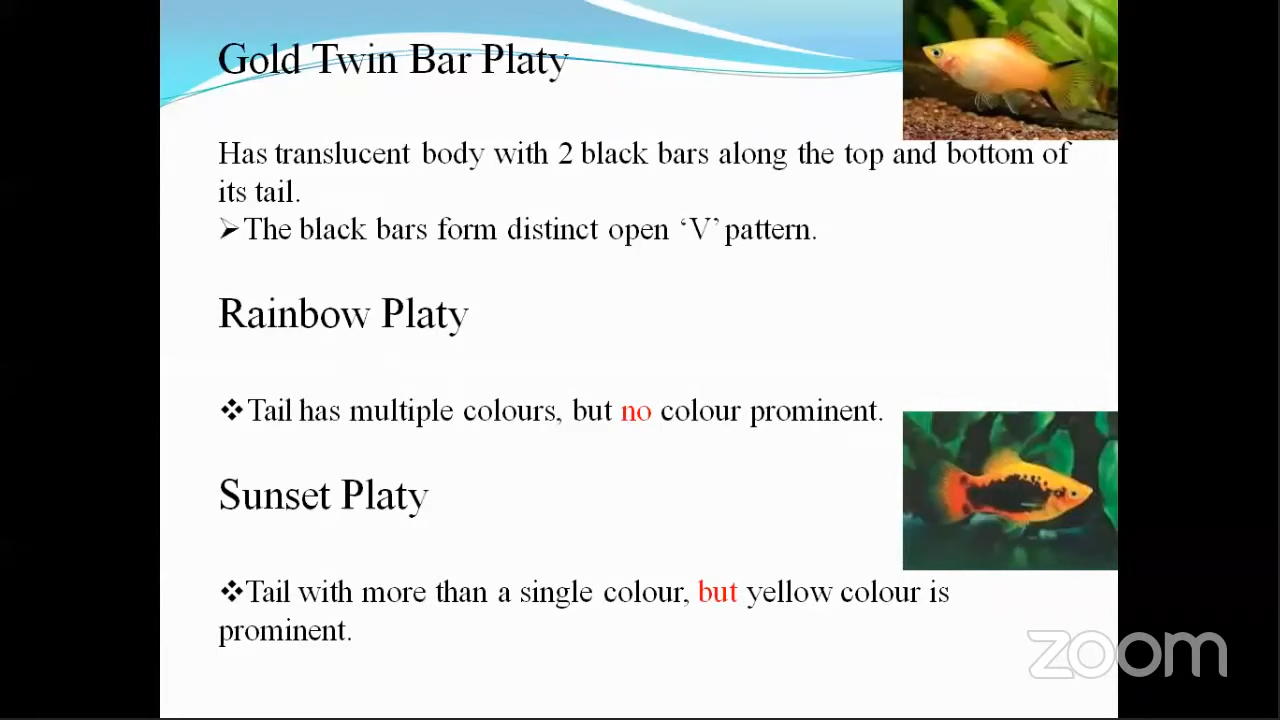 Gold Twin Bar Platy
Has translucent body with 2 black bars along the top and bottom of
its tail.
➢The black bars form distinct open ‘V’ pattern.
Rainbow Platy
❖Tail has multiple colours, but no colour prominent.
Sunset Platy
❖Tail with more than a single colour, but yellow colour is
prominent.
zoom